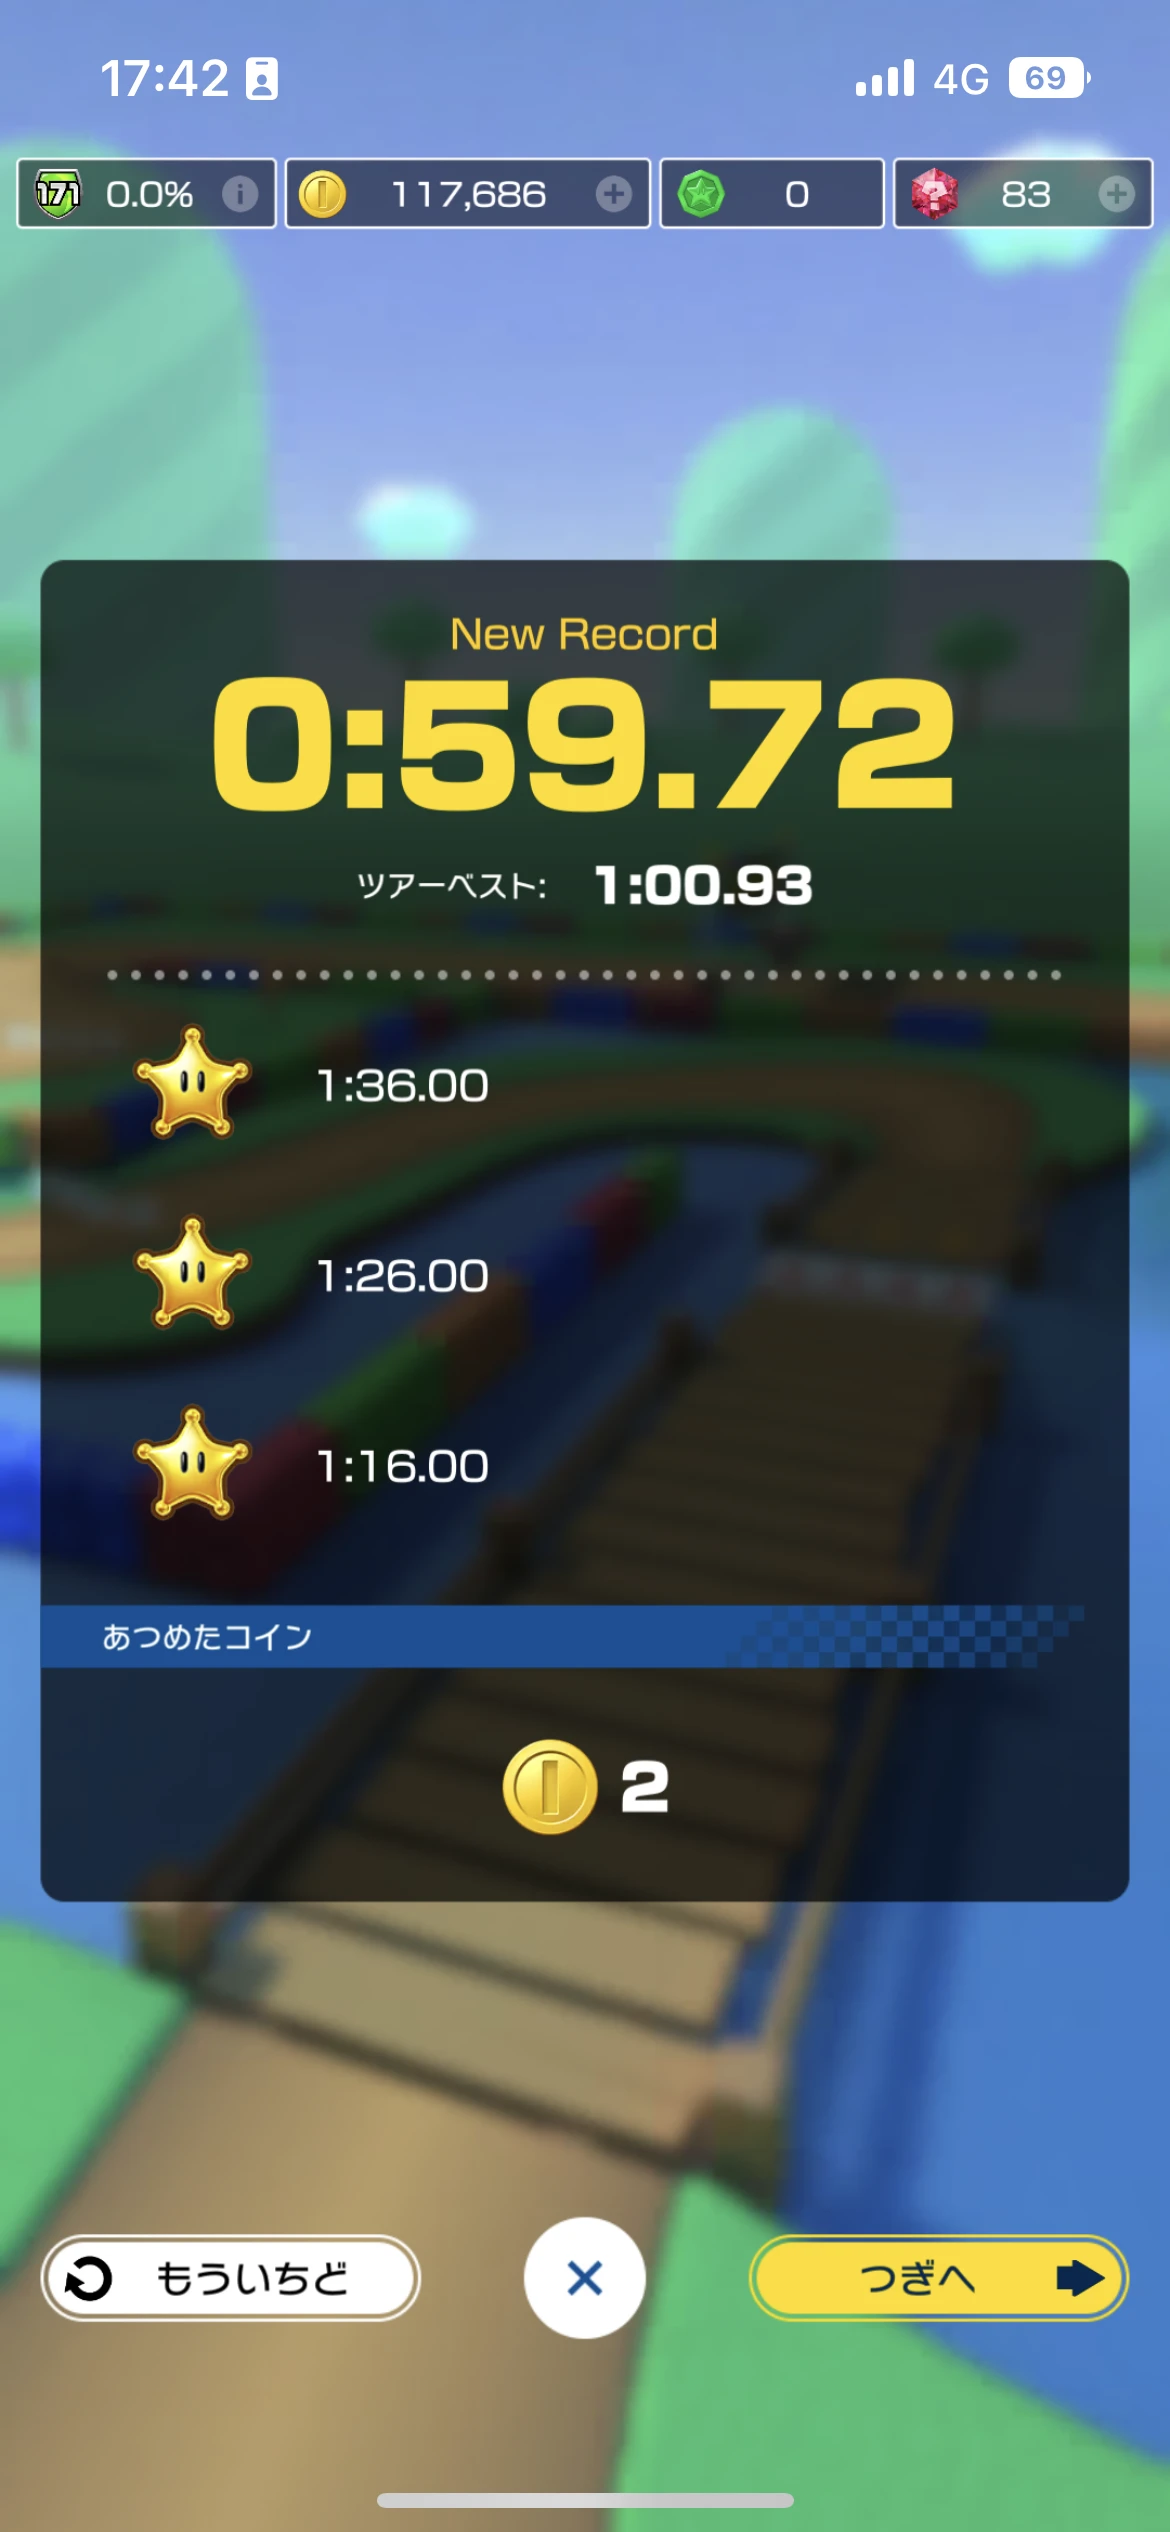 17:42 4G 69
171 0.0% i 117,686 + 0 ? 83 +
New Record
0:59.72
ツアーベスト: 1:00.93
1:36.00
1:26.00
1:16.00
あつめたコイン
2
もういちど × つぎへ